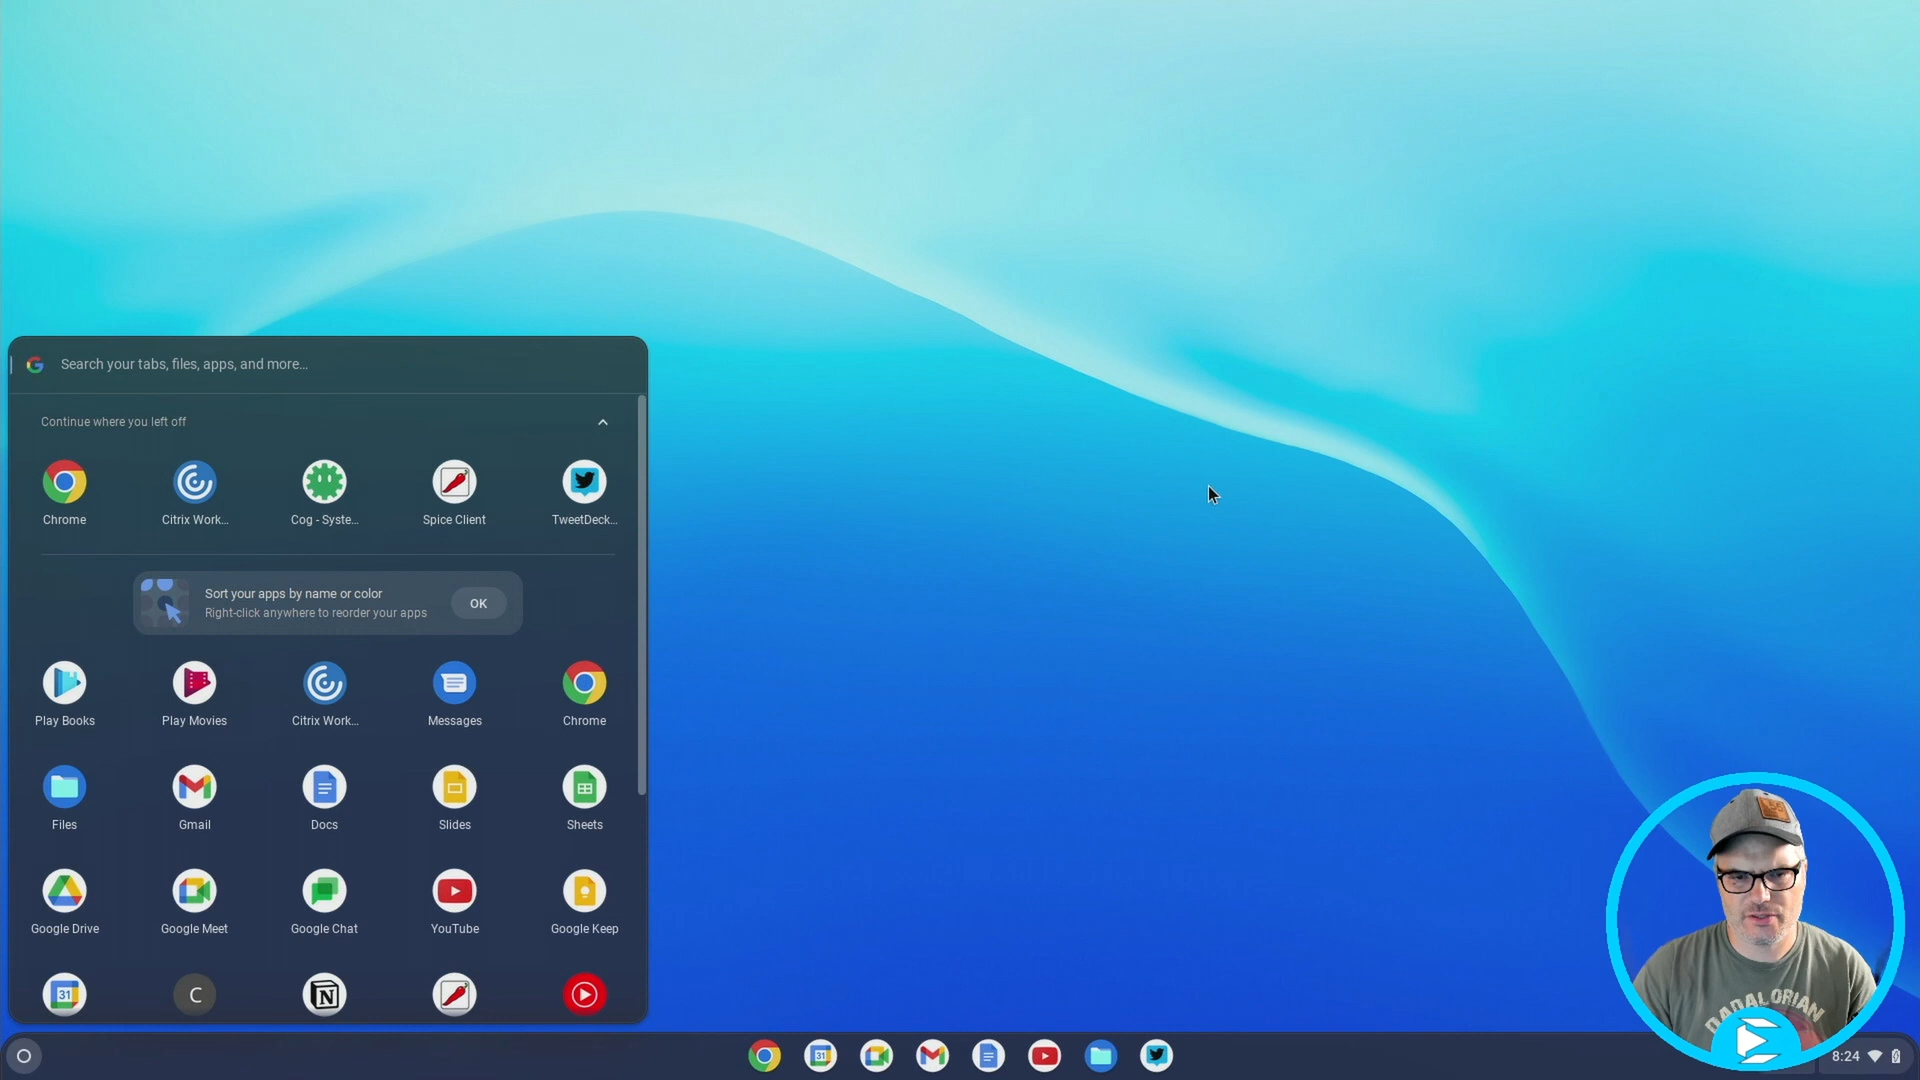 Search your tabs, files, apps, and more...
Continue where you left off
Chrome
Citrix Work...
Cog - Syste...
Spice Client
TweetDeck...
Sort your apps by name or color
Right-click anywhere to reorder your apps
OK
Play Books
Play Movies
Citrix Work...
Messages
Chrome
Files
Gmail
Docs
Slides
Sheets
Google Drive
Google Meet
Google Chat
YouTube
Google Keep
31
C
N
DADALORIAN
31
8:24